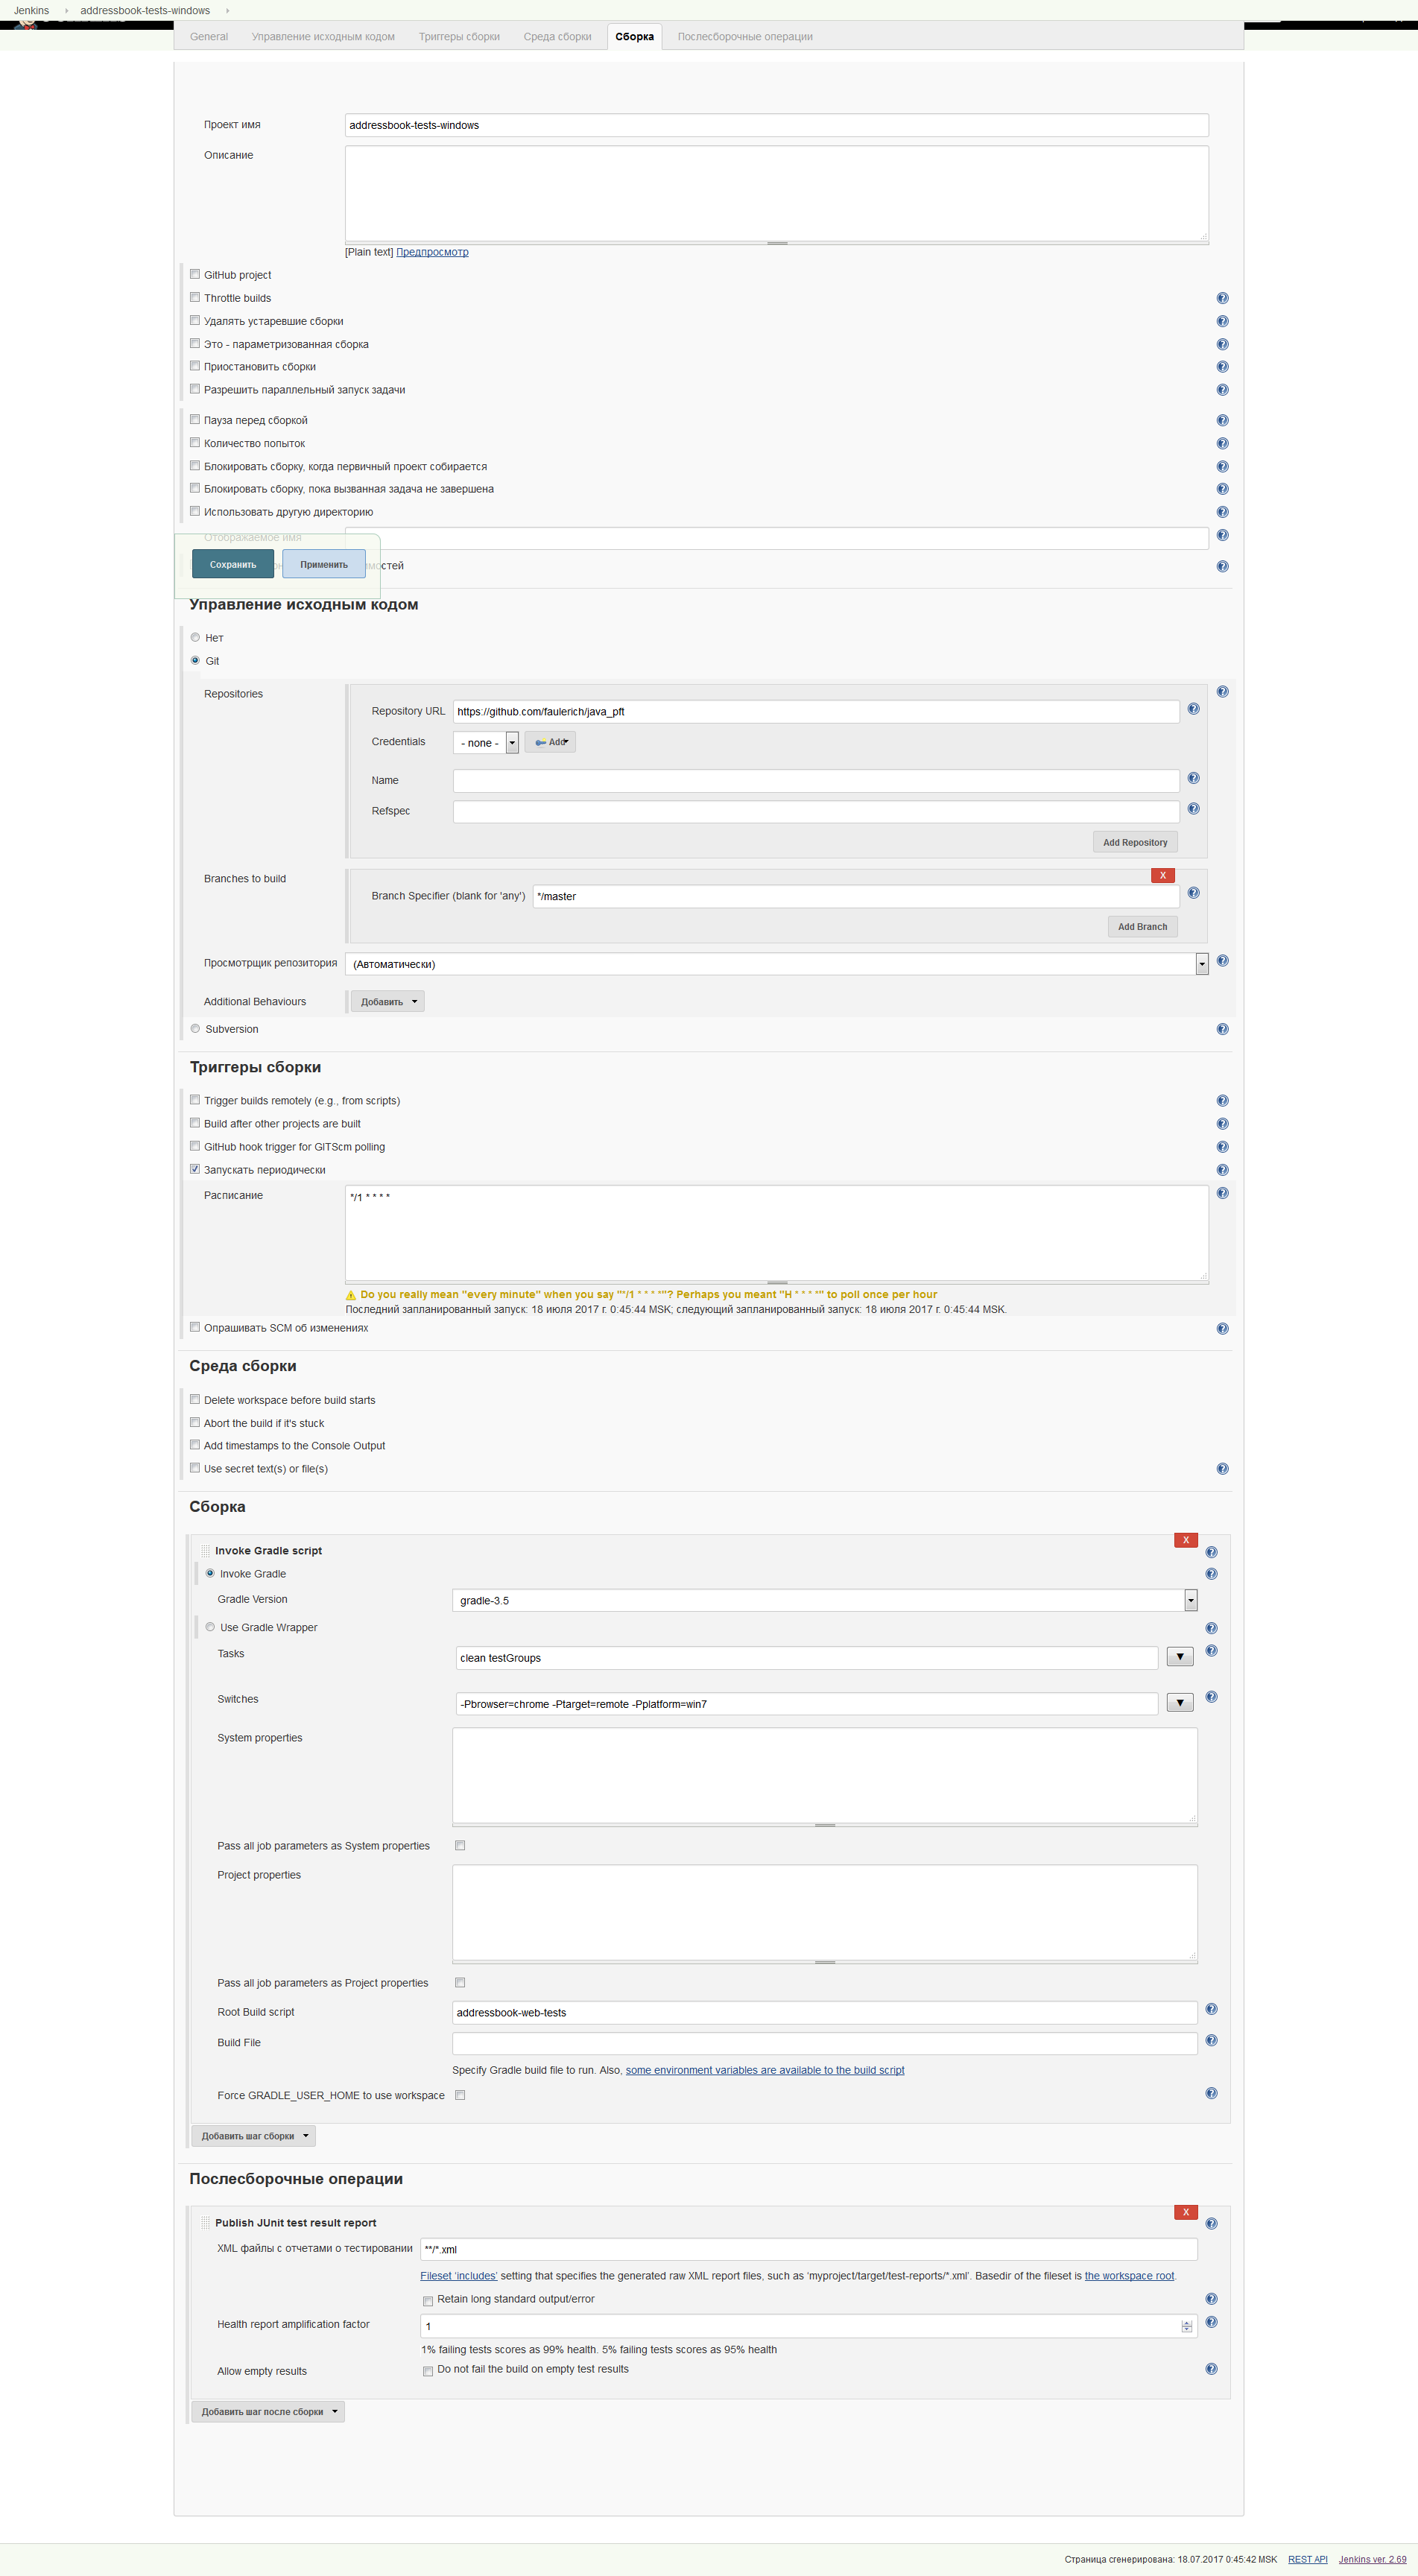 Jenkins
addressbook-tests-windows
General Управление исходным кодом Триггеры сборки Среда сборки Сборка Послесборочные операции
Проект имя addressbook-tests-windows
Описание
[Plain text] Предпросмотр
GitHub project
Throttle builds
Удалять устаревшие сборки
Это - параметризованная сборка
Приостановить сборки
Разрешить параллельный запуск задачи
Пауза перед сборкой
Количество попыток
Блокировать сборку, когда первичный проект собирается
Блокировать сборку, пока вызванная задача не завершена
Использовать другую директорию
Отображаемое имя
Сохранить Применить
Управление исходным кодом
Нет
Git
Repositories
Repository URL https://github.com/faulerich/java_pft
Credentials - none - Add
Name
Refspec
Add Repository
Branches to build
X
Branch Specifier (blank for 'any') */master
Add Branch
Просмотрщик репозитория (Автоматически)
Additional Behaviours Добавить
Subversion
Триггеры сборки
Trigger builds remotely (e.g., from scripts)
Build after other projects are built
GitHub hook trigger for GITScm polling
Запускать периодически
Расписание */1 * * * *
Do you really mean "every minute" when you say "*/1 * * * *"? Perhaps you meant "H * * * *" to poll once per hour
Последний запланированный запуск: 18 июля 2017 г. 0:45:44 MSK; следующий запланированный запуск: 18 июля 2017 г. 0:45:44 MSK.
Опрашивать SCM об изменениях
Среда сборки
Delete workspace before build starts
Abort the build if it's stuck
Add timestamps to the Console Output
Use secret text(s) or file(s)
Сборка
X
Invoke Gradle script
Invoke Gradle
Gradle Version gradle-3.5
Use Gradle Wrapper
Tasks clean testGroups
Switches -Pbrowser=chrome -Ptarget=remote -Pplatform=win7
System properties
Pass all job parameters as System properties
Project properties
Pass all job parameters as Project properties
Root Build script addressbook-web-tests
Build File
Specify Gradle build file to run. Also, some environment variables are available to the build script
Force GRADLE_USER_HOME to use workspace
Добавить шаг сборки
Послесборочные операции
X
Publish JUnit test result report
XML файлы с отчетами о тестировании **/*.xml
Fileset 'includes' setting that specifies the generated raw XML report files, such as 'myproject/target/test-reports/*.xml'. Basedir of the fileset is the workspace root.
Retain long standard output/error
Health report amplification factor 1
1% failing tests scores as 99% health. 5% failing tests scores as 95% health
Allow empty results Do not fail the build on empty test results
Добавить шаг после сборки
Страница сгенерирована: 18.07.2017 0:45:42 MSK REST API Jenkins ver. 2.69